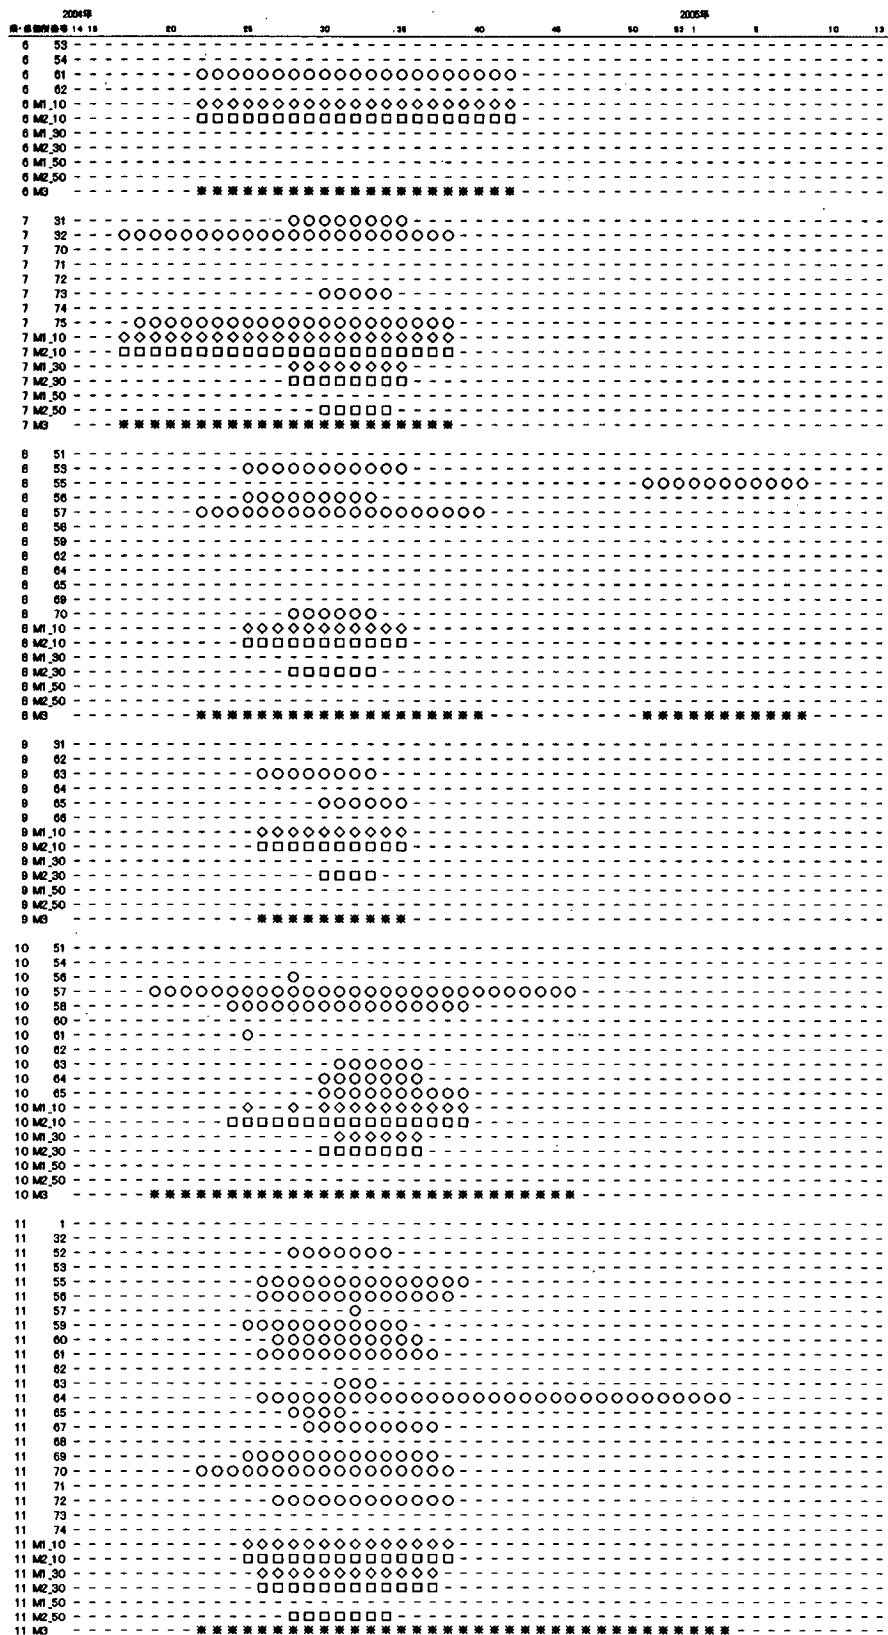 2004年 2005年
14 15 20 25 30 35 40 45 50 53 1 5 10 13
6 53
6 54
6 61
6 62
6 M1_10
6 M2_10
6 M1_30
6 M2_30
6 M1_50
6 M2_50
6 M3
7 31
7 32
7 70
7 71
7 72
7 73
7 74
7 75
7 M1_10
7 M2_10
7 M1_30
7 M2_30
7 M1_50
7 M2_50
7 M3
8 51
8 53
8 55
8 56
8 57
8 58
8 59
8 62
8 64
8 65
8 69
8 70
8 M1_10
8 M2_10
8 M1_30
8 M2_30
8 M1_50
8 M2_50
8 M3
9 31
9 62
9 63
9 64
9 65
9 66
9 M1_10
9 M2_10
9 M1_30
9 M2_30
9 M1_50
9 M2_50
9 M3
10 51
10 54
10 56
10 57
10 58
10 60
10 61
10 62
10 63
10 64
10 65
10 M1_10
10 M2_10
10 M1_30
10 M2_30
10 M1_50
10 M2_50
10 M3
11 1
11 32
11 52
11 53
11 55
11 56
11 57
11 59
11 60
11 61
11 62
11 63
11 64
11 65
11 67
11 68
11 69
11 70
11 71
11 72
11 73
11 74
11 M1_10
11 M2_10
11 M1_30
11 M2_30
11 M1_50
11 M2_50
11 M3